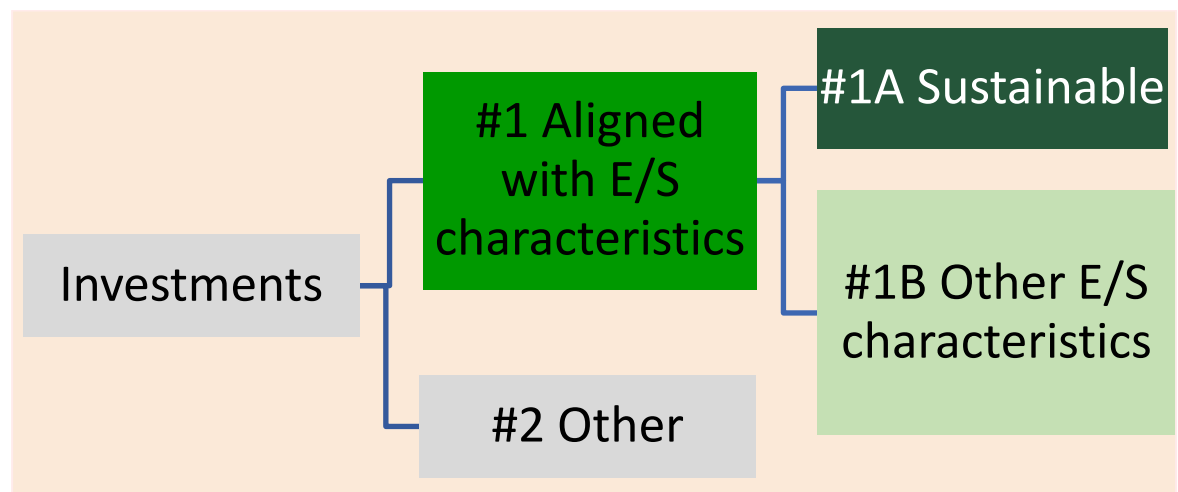 Investments
#1 Aligned
with E/S
characteristics
#2 Other
#1A Sustainable
#1B Other E/S
characteristics